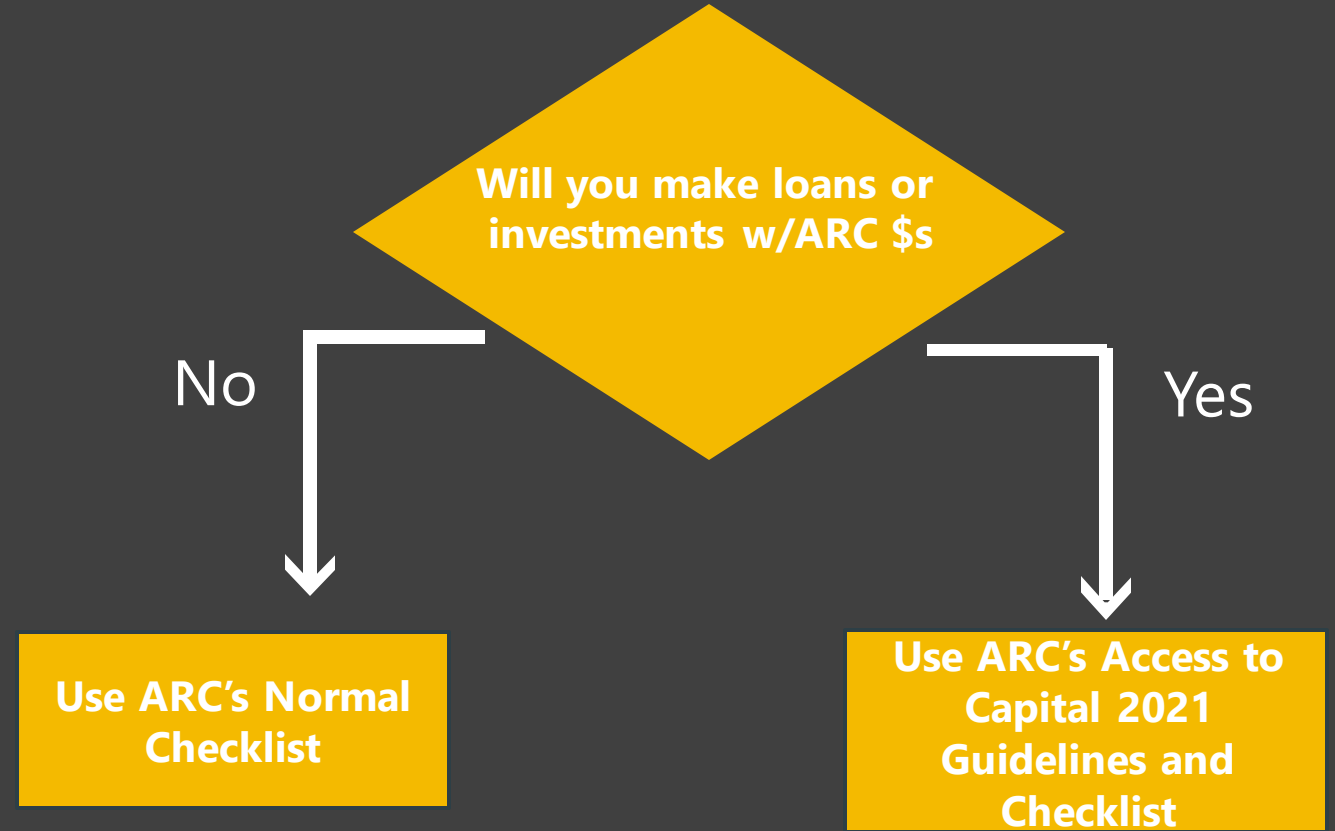 Will you make loans or
investments w/ARC $s
No
Yes
Use ARC’s Normal
Checklist
Use ARC’s Access to
Capital 2021
Guidelines and
Checklist